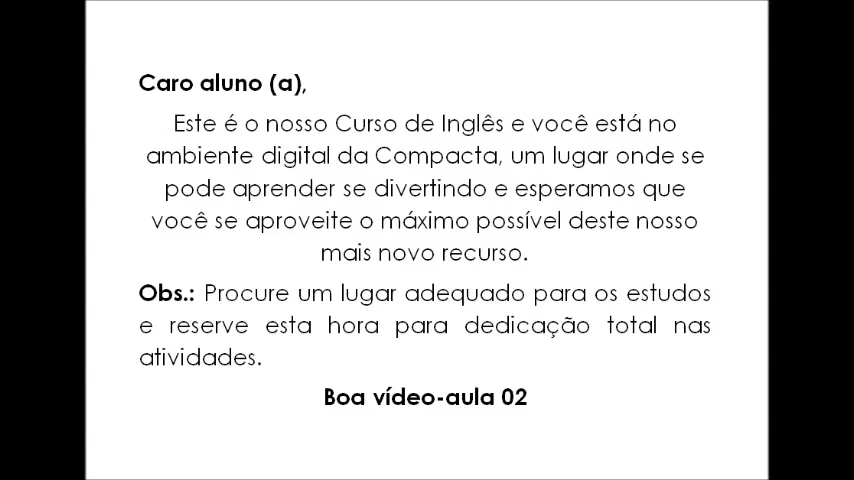 Caro aluno (a),
Este é o nosso Curso de Inglês e você está no
ambiente digital da Compacta, um lugar onde se
pode aprender se divertindo e esperamos que
você se aproveite o máximo possível deste nosso
mais novo recurso.
Obs.: Procure um lugar adequado para os estudos
e reserve esta hora para dedicação total nas
atividades.
Boa vídeo-aula 02